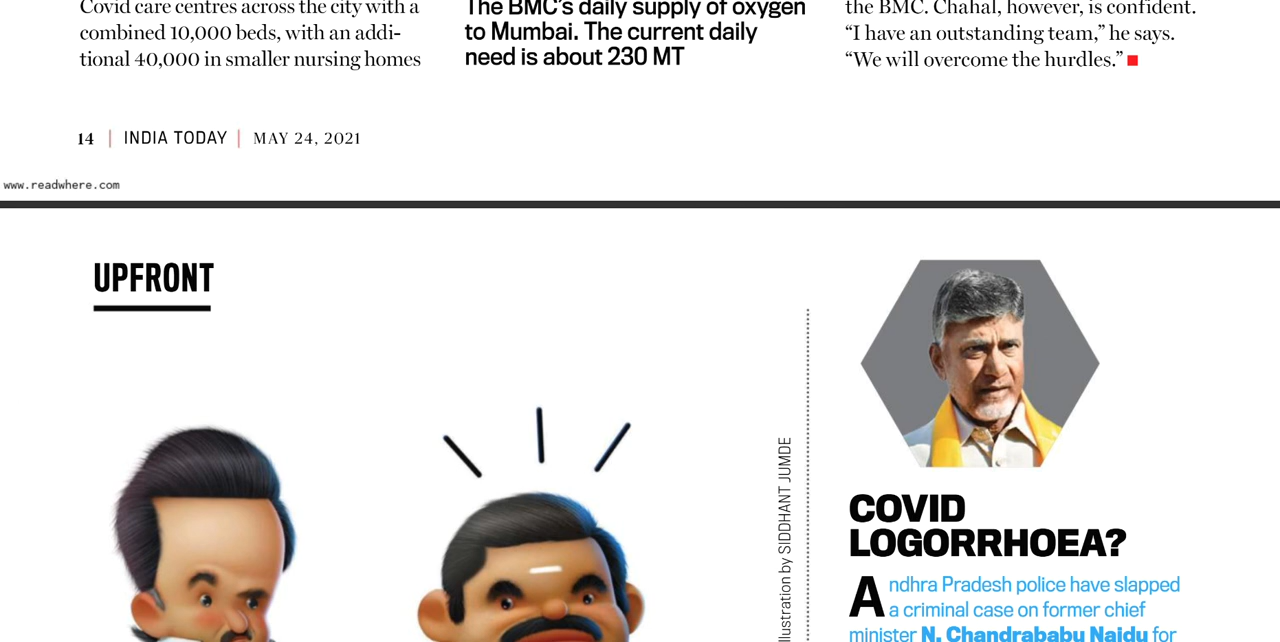 Covid care centres across the city with a
combined 10,000 beds, with an addi-
tional 40,000 in smaller nursing homes
The BMC's daily supply of oxygen
to Mumbai. The current daily
need is about 230 MT
the BMC. Chahal, however, is confident.
“I have an outstanding team,” he says.
“We will overcome the hurdles.”
14 | INDIA TODAY | MAY 24, 2021
www.readwhere.com
UPFRONT
Illustration by SIDDHANT JUMDE
COVID
LOGORRHOEA?
Andhra Pradesh police have slapped
a criminal case on former chief
minister N. Chandrababu Naidu for